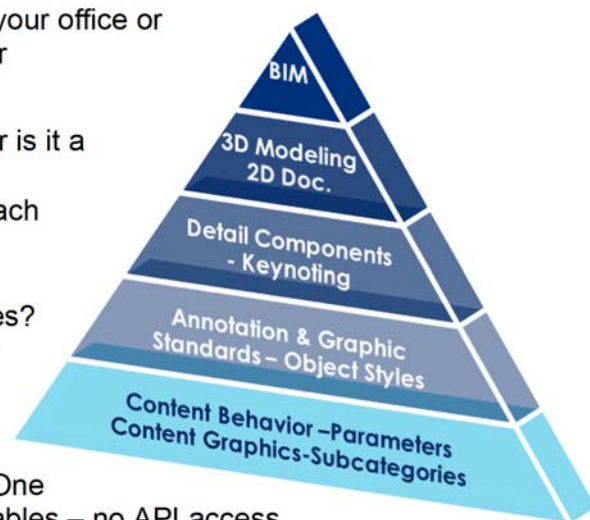 your office or
r
r is it a
ach
es?
One
ables – no API access
BIM
3D Modeling
2D Doc.
Detail Components
- Keynoting
Annotation & Graphic
Standards – Object Styles
Content Behavior –Parameters
Content Graphics-Subcategories